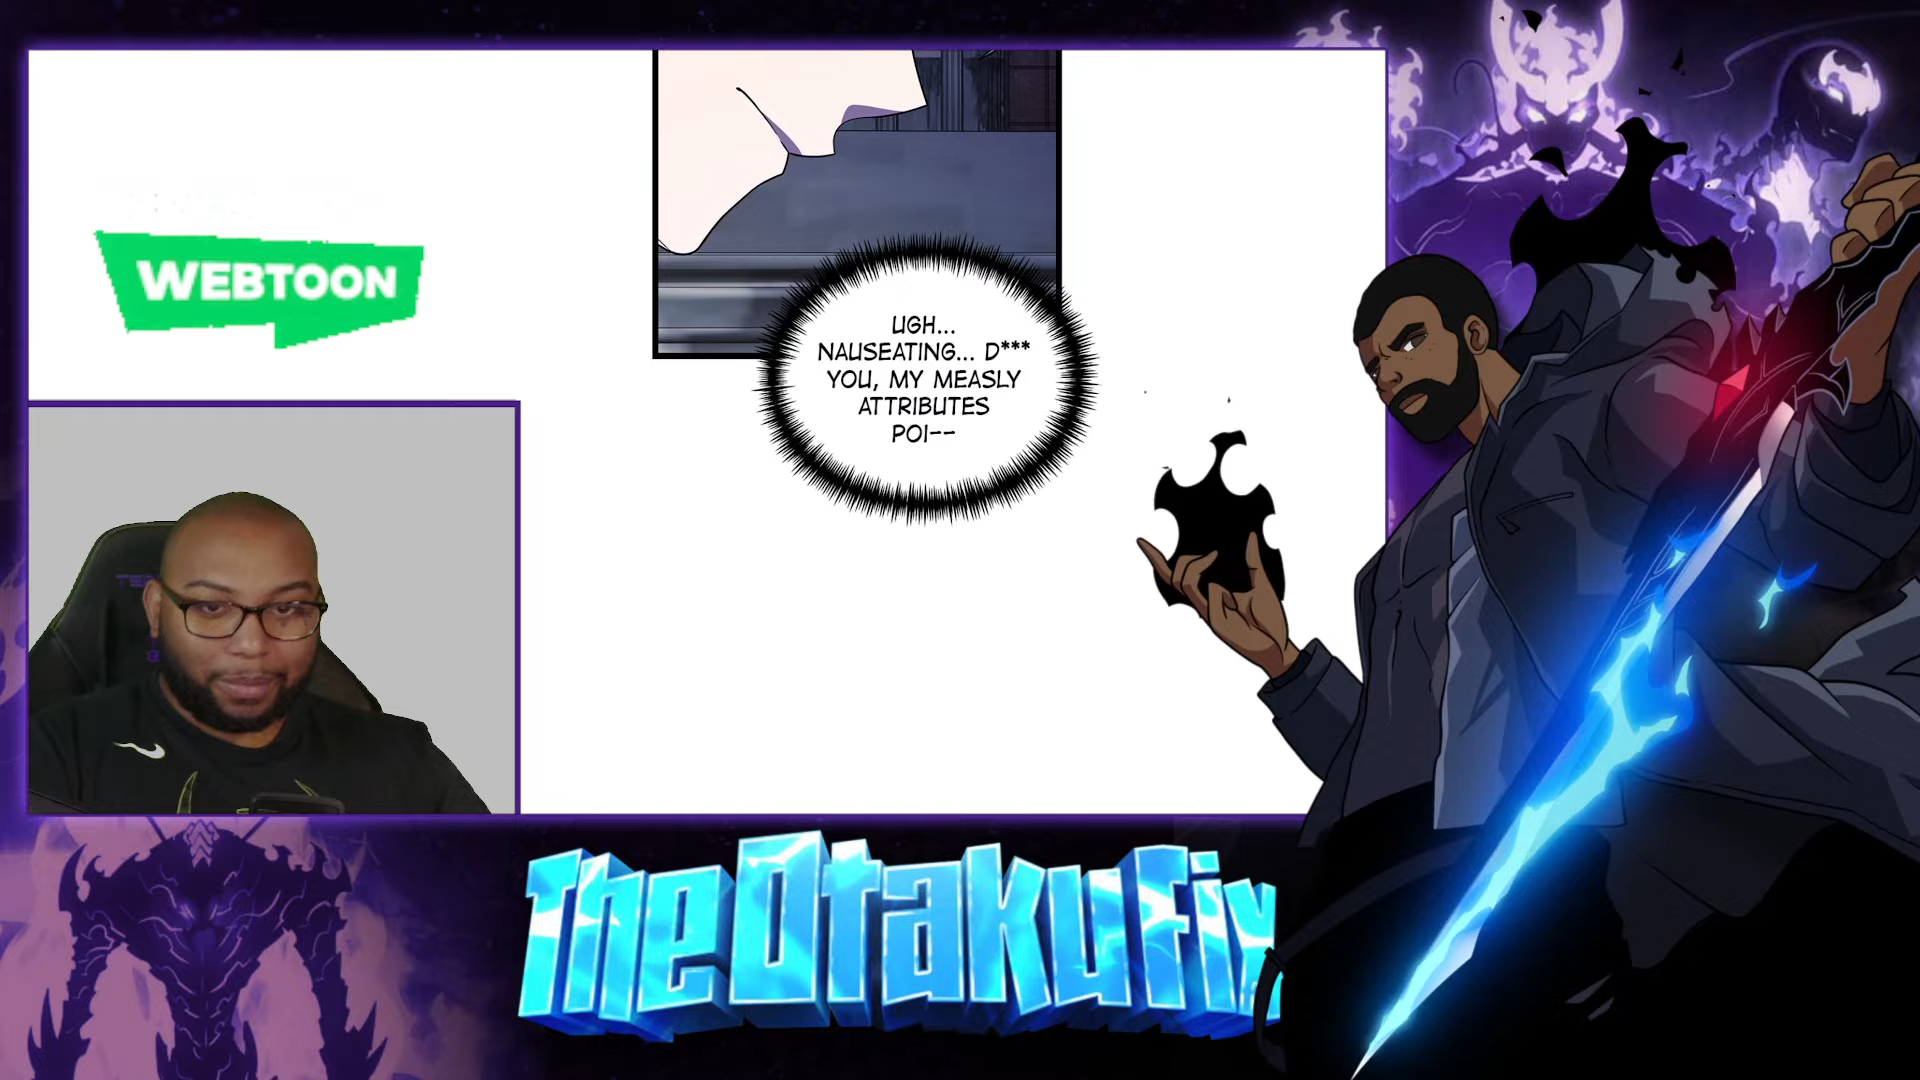 WEBTOON
UGH...
NAUSEATING... D***
YOU, MY MEASLY
ATTRIBUTES
POI--
TheOtakuFix